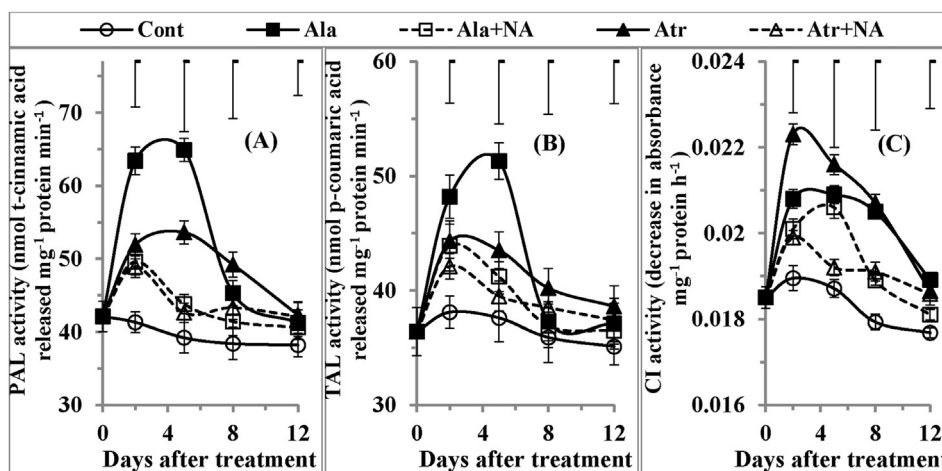 Cont Ala Ala+NA Atr Atr+NA
PAL activity (nmol t-cinnamic acid
released mg-1 protein min-1)
70
60
50
40
30
(A)
0 4 8 12
Days after treatment
TAL activity (nmol p-coumaric acid
released mg-1 protein min-1)
60
50
40
30
(B)
0 4 8 12
Days after treatment
CI activity (decrease in absorbance
mg-1 protein h-1)
0.024
0.022
0.02
0.018
0.016
(C)
0 4 8 12
Days after treatment